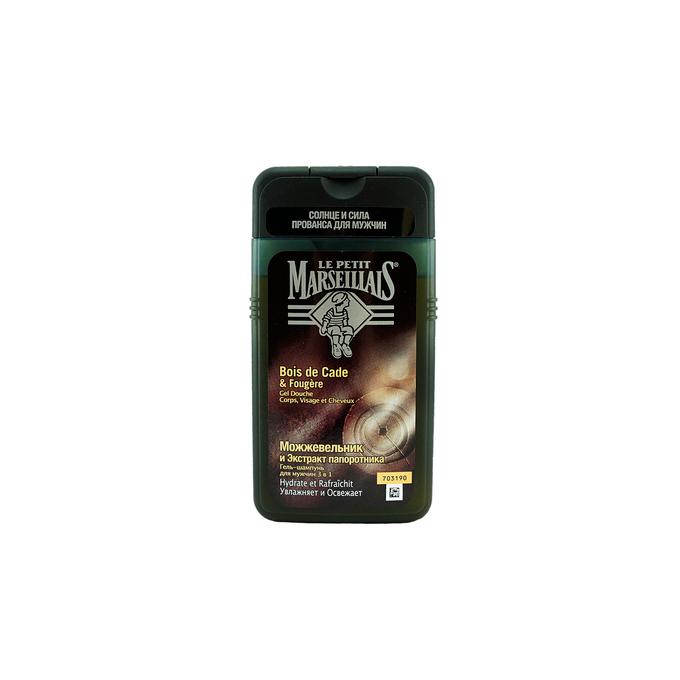 СОЛНЦЕ И СИЛА
ПРОВАНСА ДЛЯ МУЖЧИН
LE PETIT
MARSEILLAIS®
Bois de Cade
& Fougère
Gel Douche
Corps, Visage et Cheveux
Можжевельник
и Экстракт папоротника
Гель-шампунь
для мужчин 3 в 1
703190
Hydrate et Rafraîchit
Увлажняет и Освежает